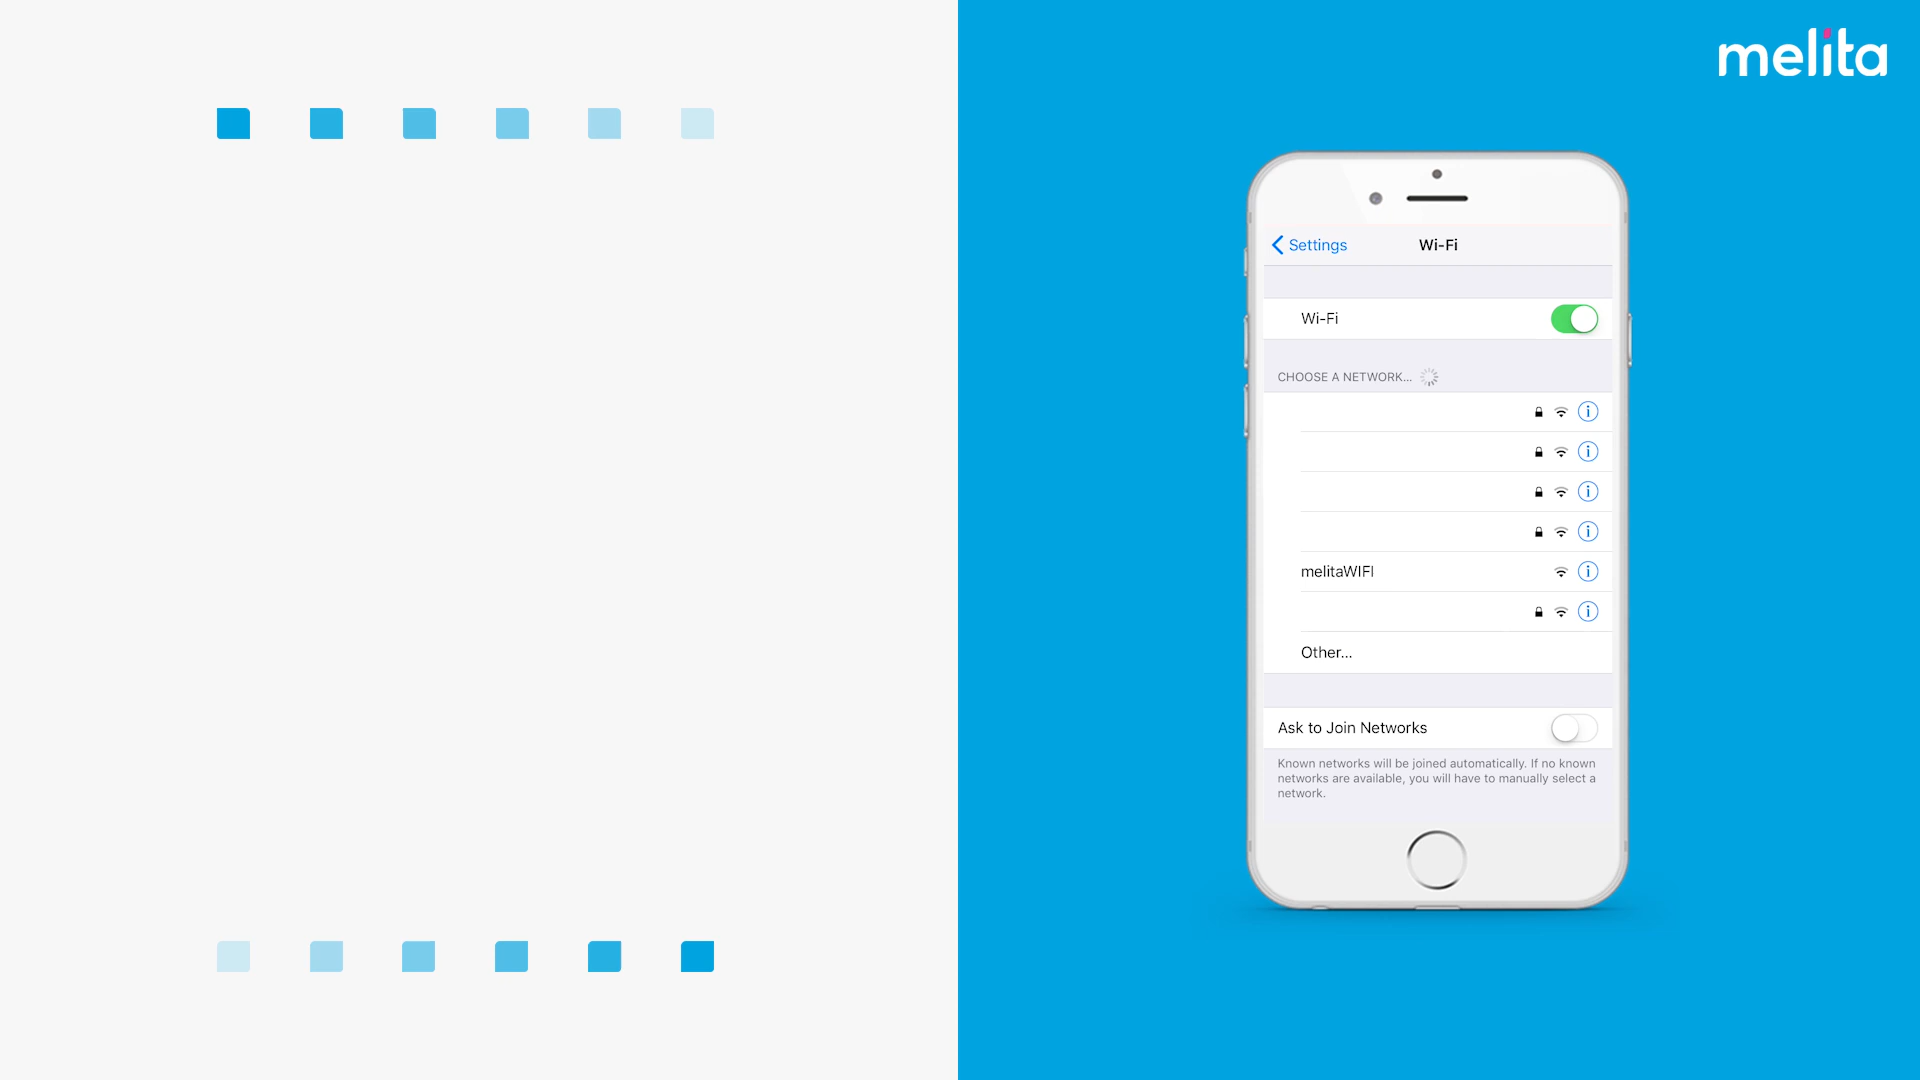 melita
Settings
Wi-Fi
Wi-Fi
CHOOSE A NETWORK...
melitaWIFI
Other...
Ask to Join Networks
Known networks will be joined automatically. If no known
networks are available, you will have to manually select a
network.